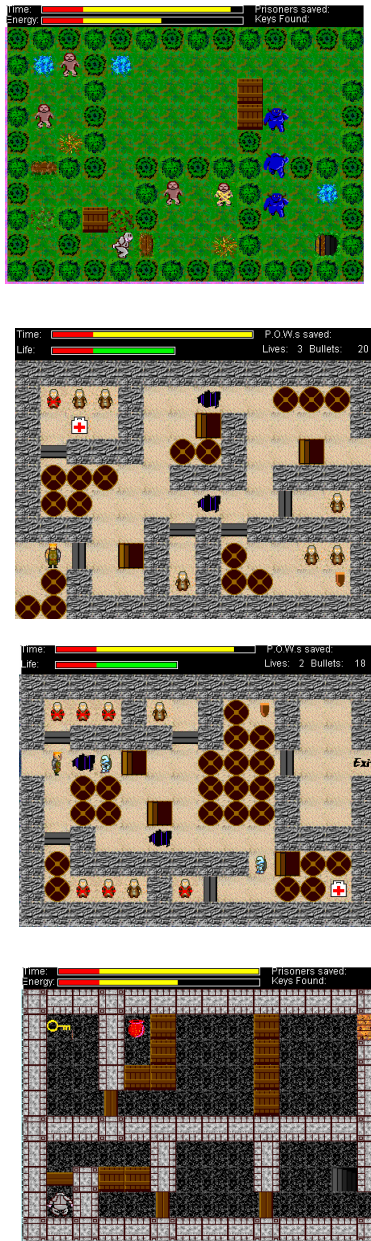 Time: Prisoners saved:
Energy: Keys Found:
Time: P.O.W.s saved:
Life: Lives: 3 Bullets: 20
Time: P.O.W.s saved:
Life: Lives: 2 Bullets: 18
Exi
Time: Prisoners saved:
Energy: Keys Found: